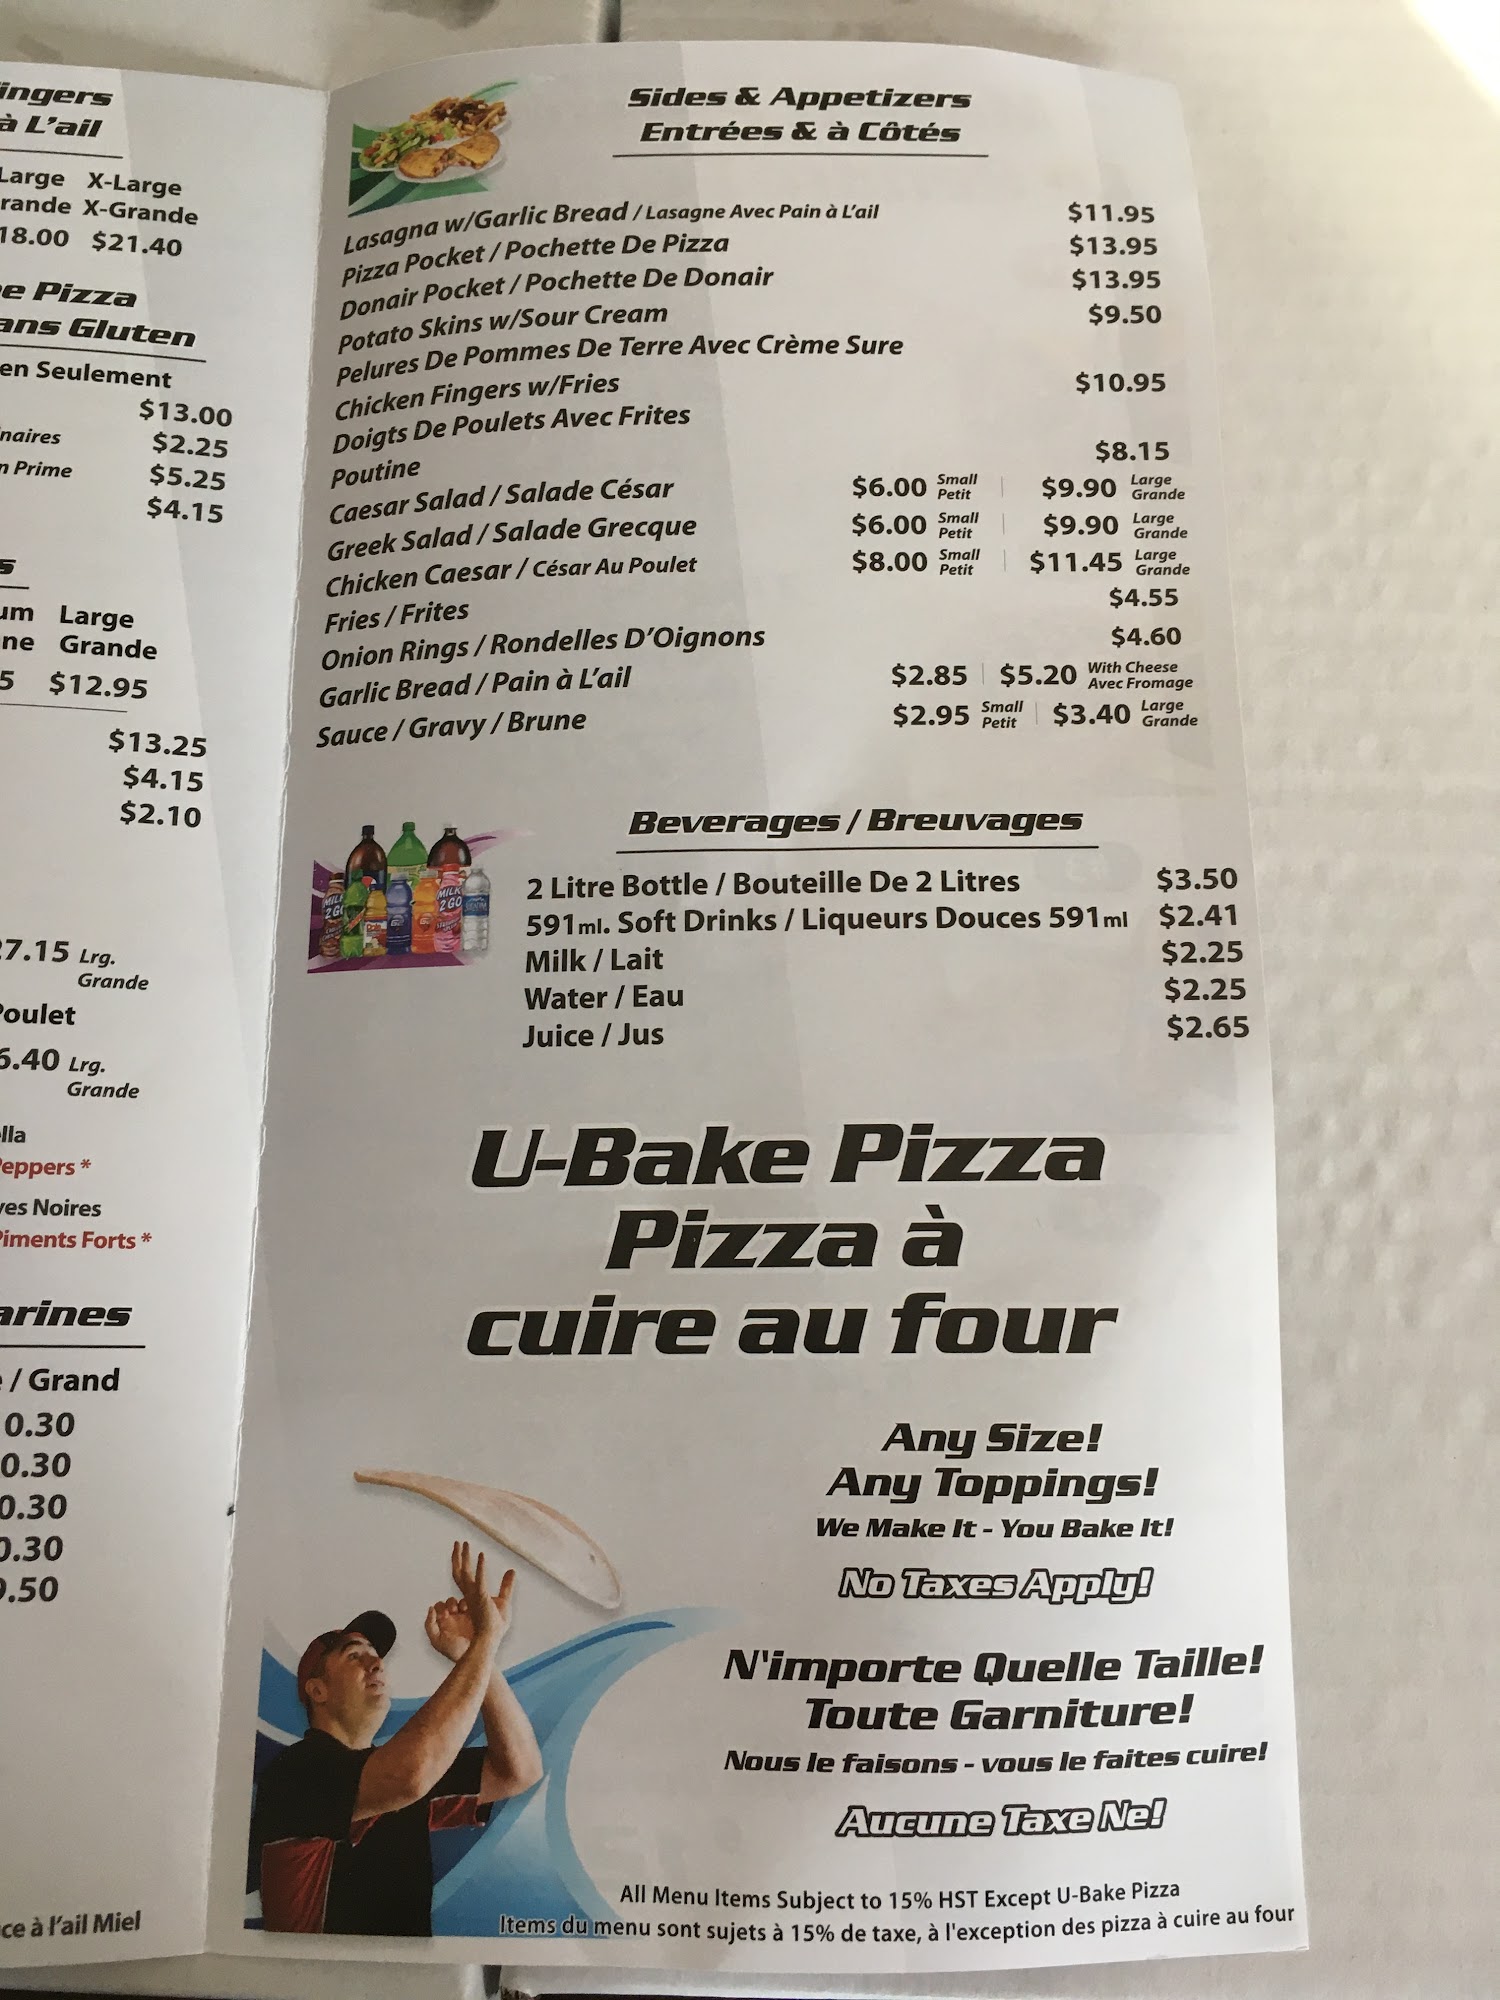 ingers
à L'ail
Large X-Large
rande X-Grande
18.00 $21.40
e Pizza
ans Gluten
en Seulement
$13.00
naires $2.25
n Prime $5.25
$4.15
s
um Large
ne Grande
5 $12.95
$13.25
$4.15
$2.10
27.15 Lrg.
Grande
Poulet
6.40 Lrg.
Grande
lla
Peppers *
ves Noires
Piments Forts *
arines
e / Grand
0.30
0.30
0.30
0.30
9.50
ce à l'ail Miel
Sides & Appetizers
Entrées & à Côtés
Lasagna w/Garlic Bread / Lasagne Avec Pain à L'ail $11.95
Pizza Pocket / Pochette De Pizza $13.95
Donair Pocket / Pochette De Donair $13.95
Potato Skins w/Sour Cream $9.50
Pelures De Pommes De Terre Avec Crème Sure
Chicken Fingers w/Fries $10.95
Doigts De Poulets Avec Frites
Poutine $8.15
Caesar Salad / Salade César $6.00 Small Petit | $9.90 Large Grande
Greek Salad / Salade Grecque $6.00 Small Petit | $9.90 Large Grande
Chicken Caesar / César Au Poulet $8.00 Small Petit | $11.45 Large Grande
Fries / Frites $4.55
Onion Rings / Rondelles D'Oignons $4.60
Garlic Bread / Pain à L'ail $2.85 | $5.20 With Cheese Avec Fromage
Sauce / Gravy / Brune $2.95 Small Petit | $3.40 Large Grande
Beverages / Breuvages
MILK 2GO
MILK 2GO
2 Litre Bottle / Bouteille De 2 Litres $3.50
591ml. Soft Drinks / Liqueurs Douces 591ml $2.41
Milk / Lait $2.25
Water / Eau $2.25
Juice / Jus $2.65
U-Bake Pizza
Pizza à
cuire au four
Any Size!
Any Toppings!
We Make It - You Bake It!
No Taxes Apply!
N'importe Quelle Taille!
Toute Garniture!
Nous le faisons - vous le faites cuire!
Aucune Taxe Ne!
All Menu Items Subject to 15% HST Except U-Bake Pizza
Items du menu sont sujets à 15% de taxe, à l'exception des pizza à cuire au four